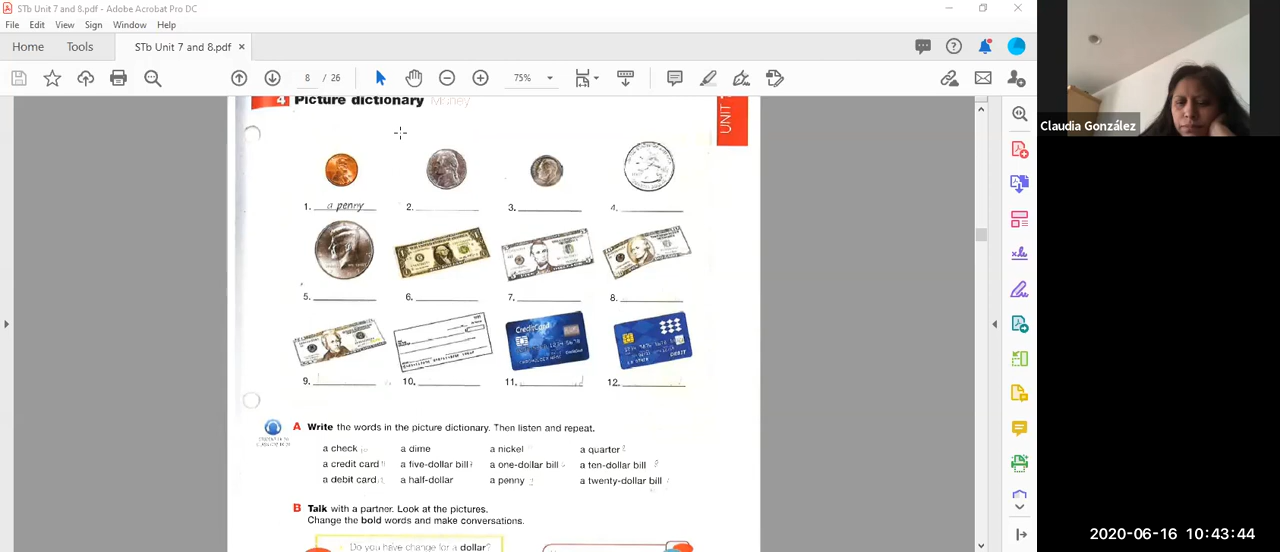 STb Unit 7 and 8.pdf - Adobe Acrobat Pro DC
File Edit View Sign Window Help
Home Tools STb Unit 7 and 8.pdf ×
8 / 26 75%
4 Picture dictionary Money
UNIT 7
1. a penny 2. 3. 4.
5. 6. 7. 8.
CreditCard
DEBIT
9. 10. 11. 12.
A Write the words in the picture dictionary. Then listen and repeat.
a check a dime a nickel a quarter
a credit card a five-dollar bill a one-dollar bill a ten-dollar bill
a debit card a half-dollar a penny a twenty-dollar bill
B Talk with a partner. Look at the pictures.
Change the bold words and make conversations.
Do you have change for a dollar?
Claudia González
2020-06-16 10:43:44